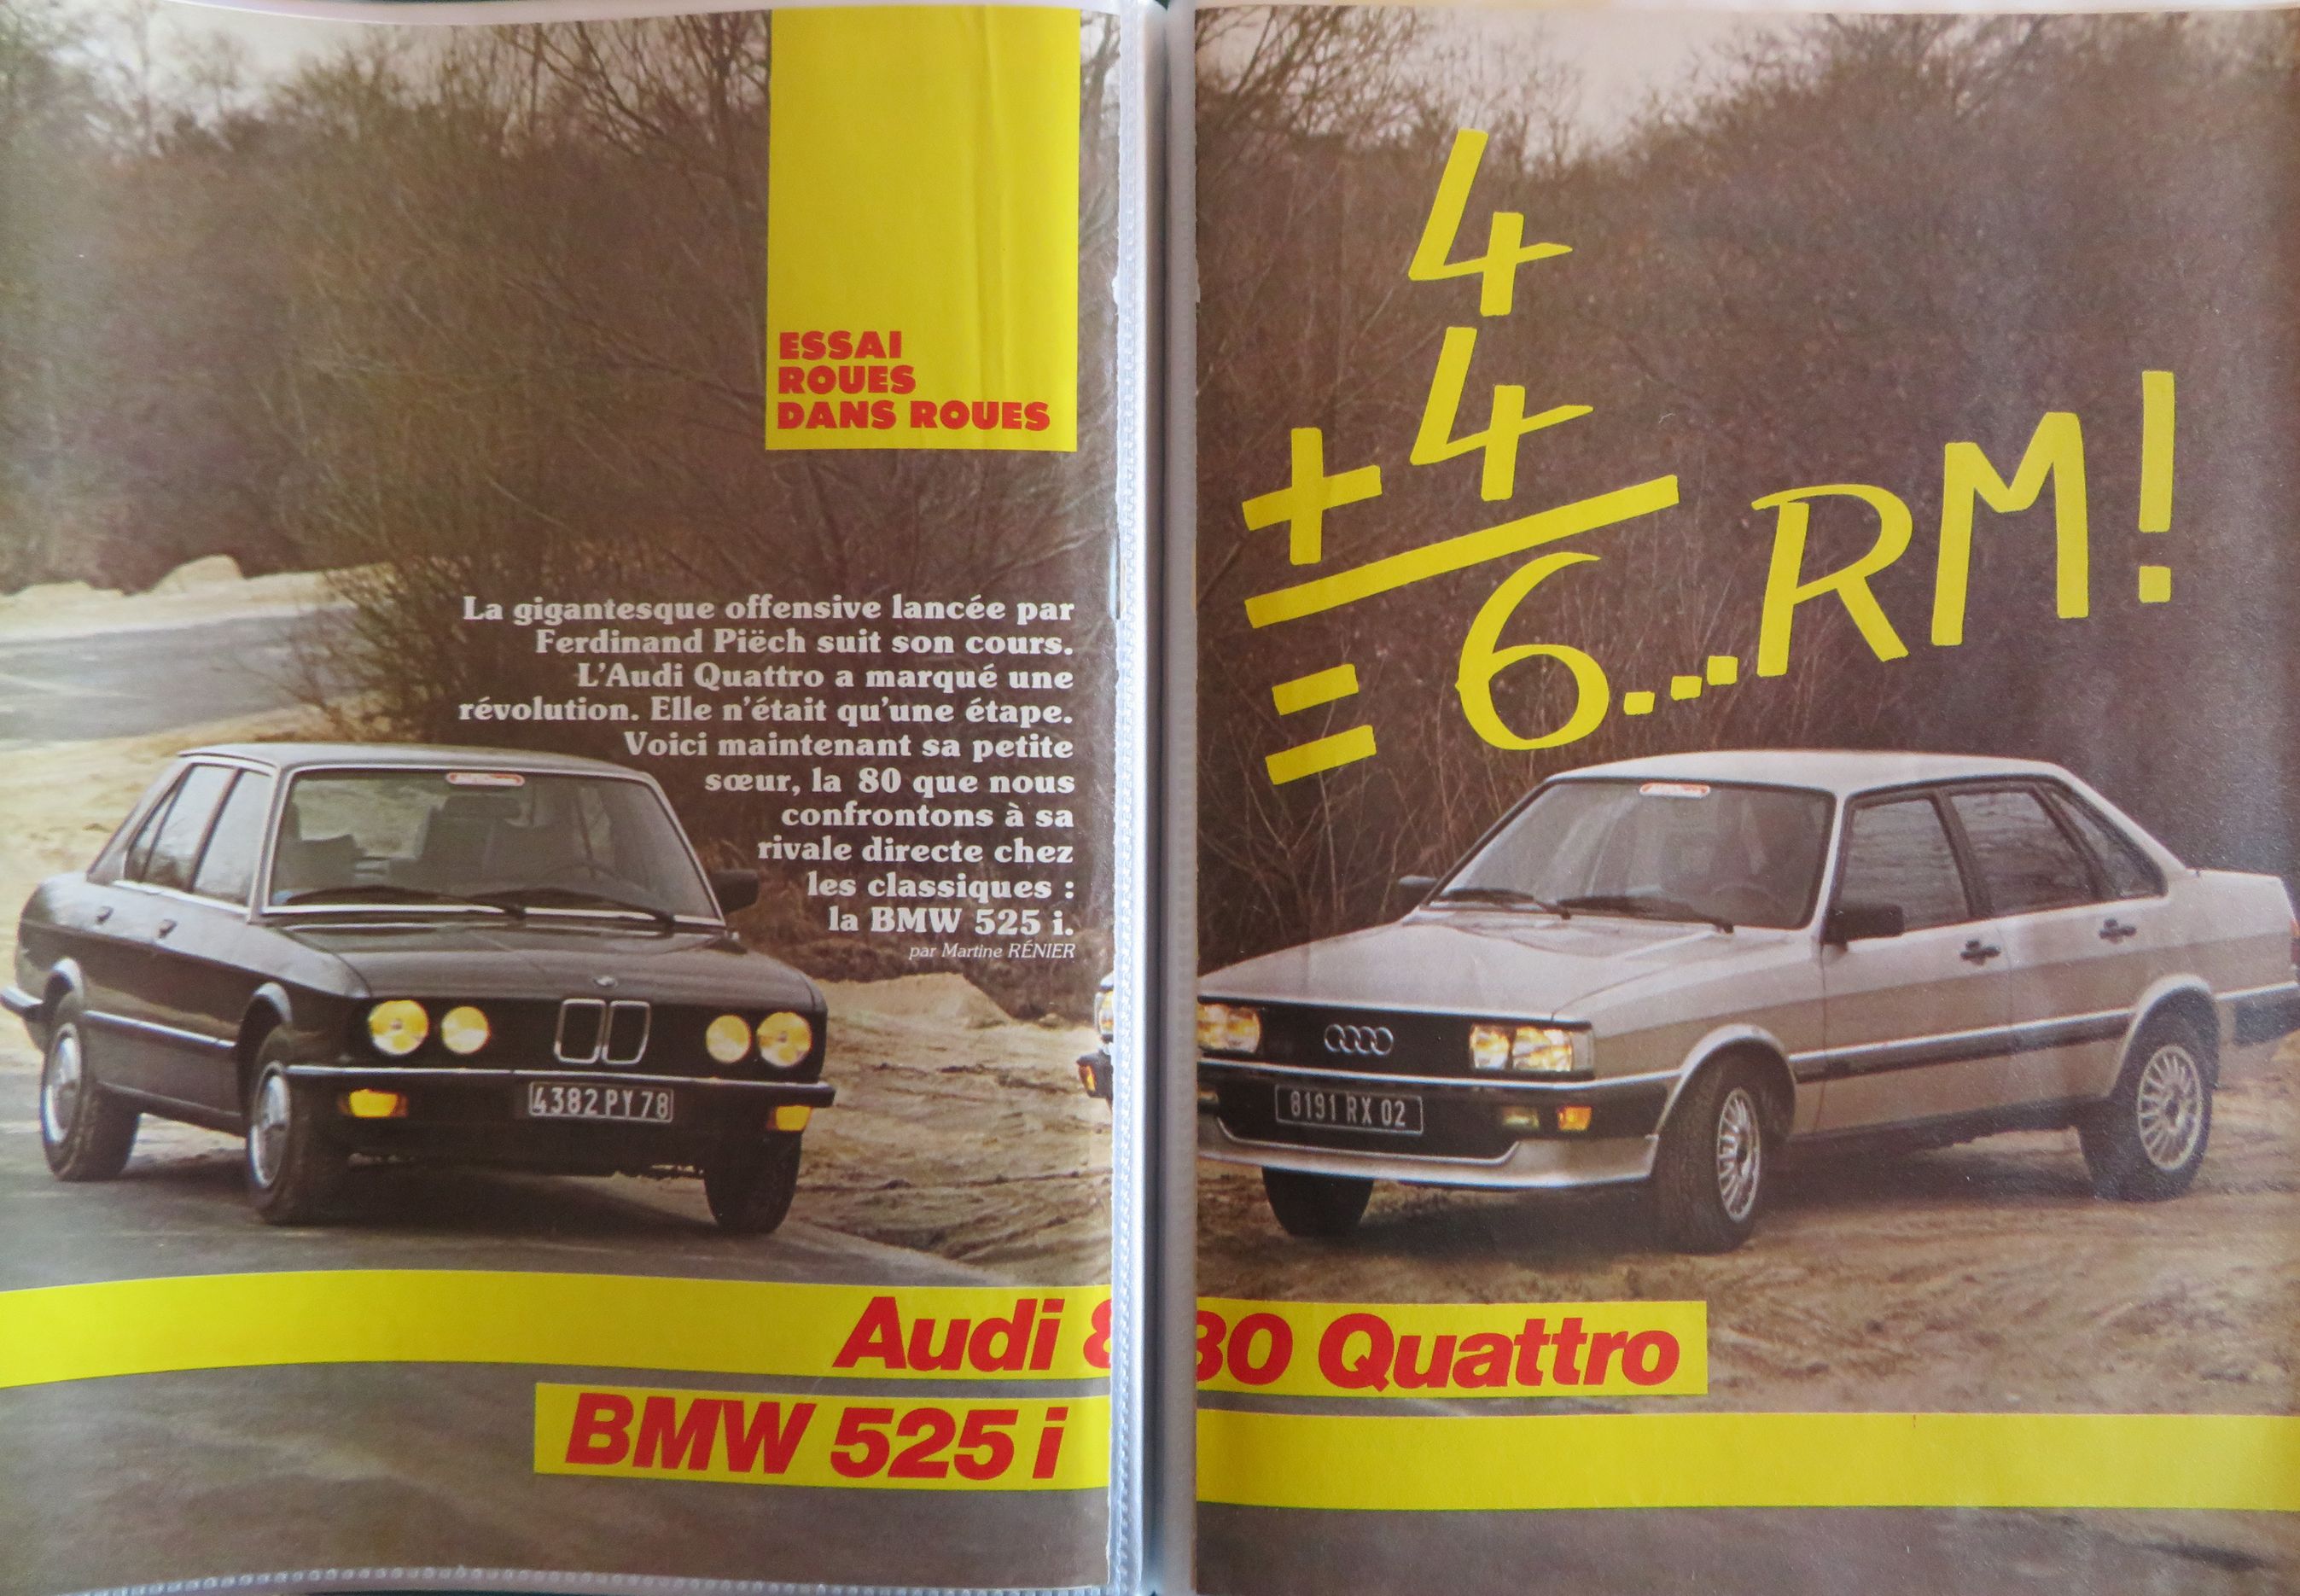 ESSAI
ROUES
DANS ROUES
La gigantesque offensive lancée par
Ferdinand Piëch suit son cours.
L'Audi Quattro a marqué une
révolution. Elle n'était qu'une étape.
Voici maintenant sa petite
sœur, la 80 que nous
confrontons à sa
rivale directe chez
les classiques :
la BMW 525 i.
par Martine RÉNIER
4382 PY 78
4
+ 4
= 6...RM!
8191 RX 02
Audi 80 Quattro
BMW 525 i